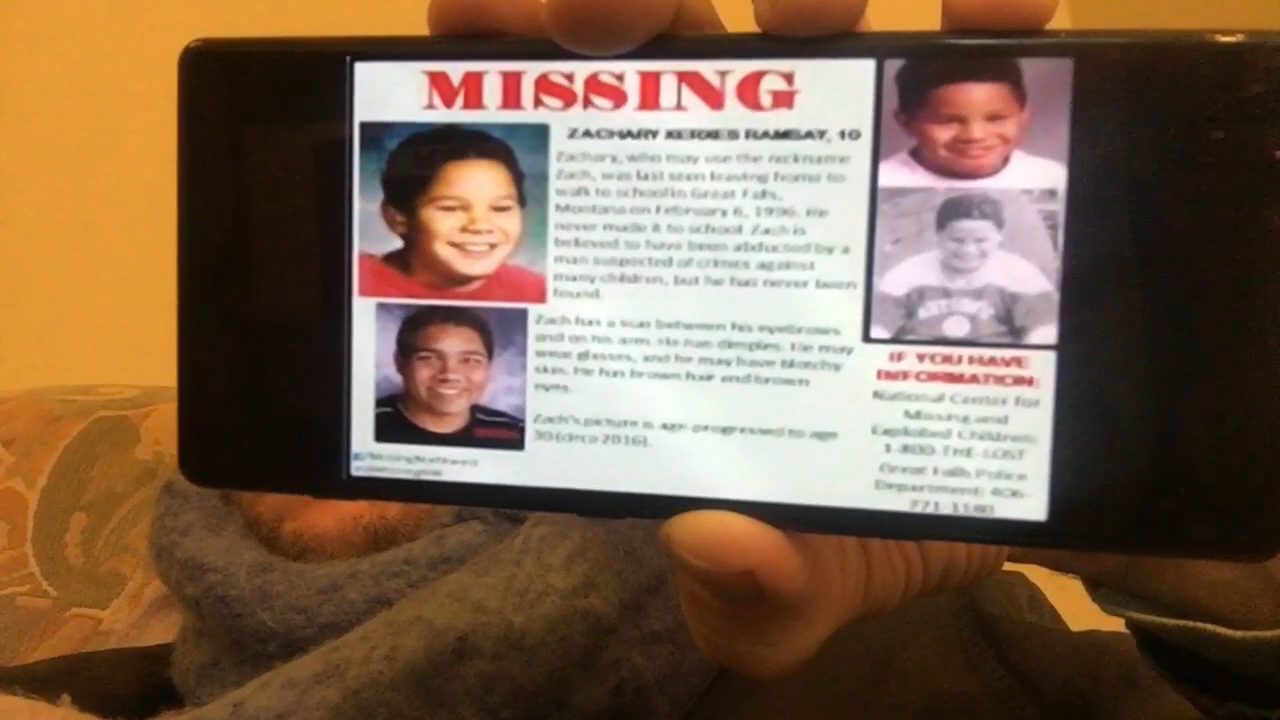 MISSING
ZACHARY XERXES RAMSAY, 10
Zachary, who may use the nickname
Zach, was last seen leaving home to
walk to school in Great Falls,
Montana on February 6, 1996. He
never made it to school. Zach is
believed to have been abducted by a
man suspected of crimes against
many children, but he has never been
found.
Zach has a scar between his eyebrows
and on his arm. He has dimples. He may
wear glasses, and he may have blotchy
skin. He has brown hair and brown
eyes.
Zach's picture is age-progressed to age
30 (circa 2016).
IF YOU HAVE
INFORMATION:
National Center for
Missing and
Exploited Children:
1-800-THE-LOST
Great Falls Police
Department: 406-
771-1180